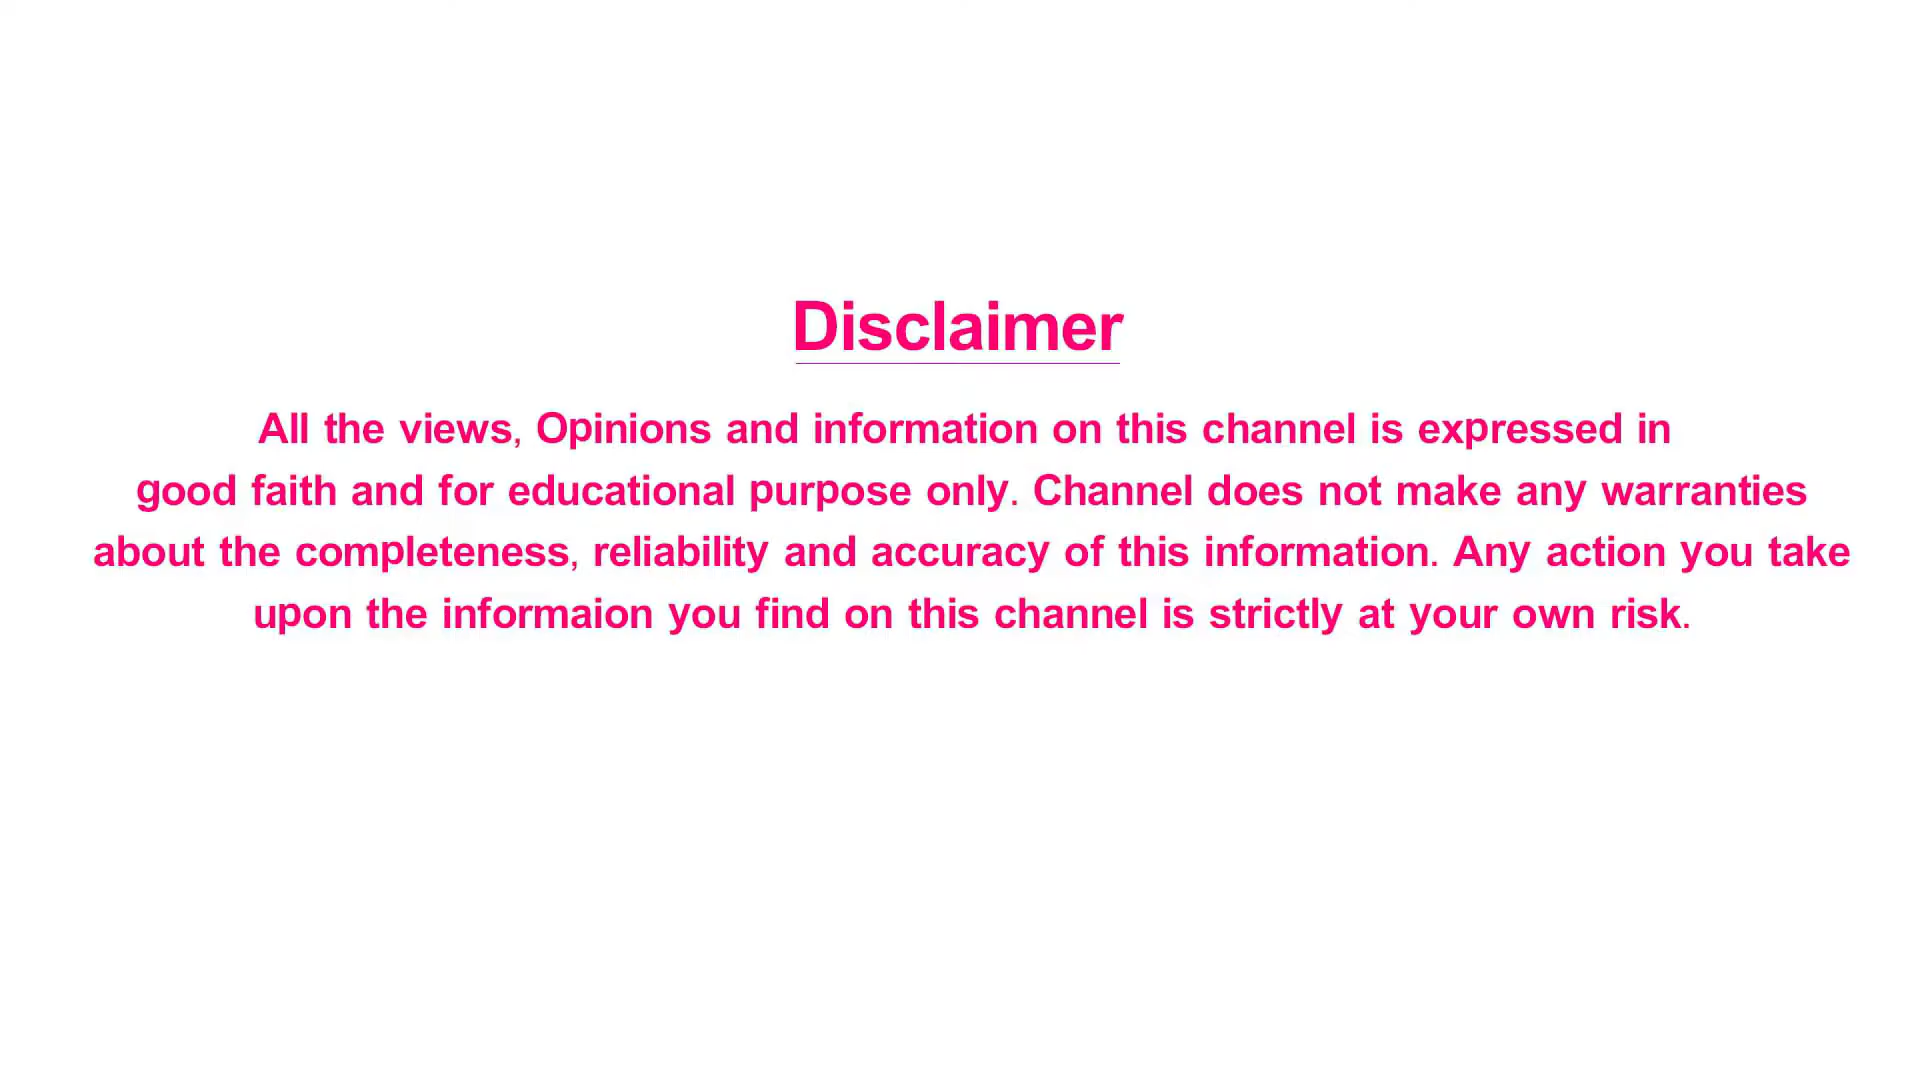 Disclaimer
All the views, Opinions and information on this channel is expressed in
good faith and for educational purpose only. Channel does not make any warranties
about the completeness, reliability and accuracy of this information. Any action you take
upon the informaion you find on this channel is strictly at your own risk.